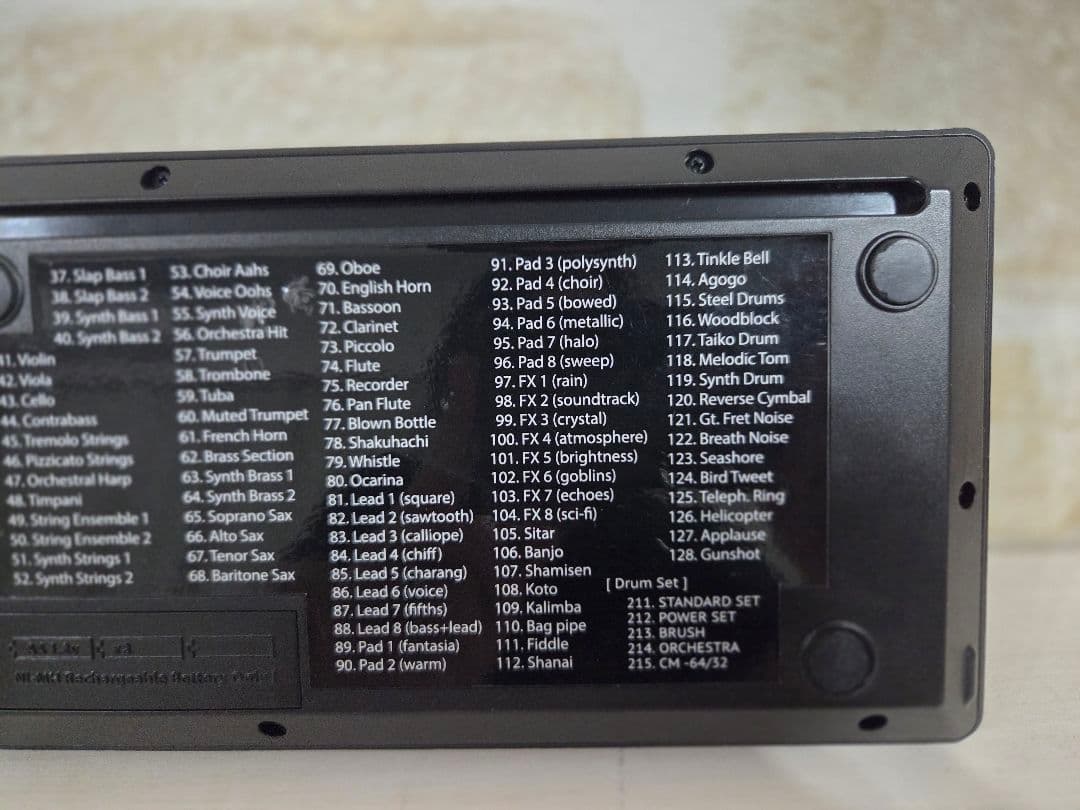 37. Slap Bass 1
38. Slap Bass 2
39. Synth Bass 1
40. Synth Bass 2
41. Violin
42. Viola
43. Cello
44. Contrabass
45. Tremolo Strings
46. Pizzicato Strings
47. Orchestral Harp
48. Timpani
49. String Ensemble 1
50. String Ensemble 2
51. Synth Strings 1
52. Synth Strings 2
53. Choir Aahs
54. Voice Oohs
55. Synth Voice
56. Orchestra Hit
57. Trumpet
58. Trombone
59. Tuba
60. Muted Trumpet
61. French Horn
62. Brass Section
63. Synth Brass 1
64. Synth Brass 2
65. Soprano Sax
66. Alto Sax
67. Tenor Sax
68. Baritone Sax
69. Oboe
70. English Horn
71. Bassoon
72. Clarinet
73. Piccolo
74. Flute
75. Recorder
76. Pan Flute
77. Blown Bottle
78. Shakuhachi
79. Whistle
80. Ocarina
81. Lead 1 (square)
82. Lead 2 (sawtooth)
83. Lead 3 (calliope)
84. Lead 4 (chiff)
85. Lead 5 (charang)
86. Lead 6 (voice)
87. Lead 7 (fifths)
88. Lead 8 (bass+lead)
89. Pad 1 (fantasia)
90. Pad 2 (warm)
91. Pad 3 (polysynth)
92. Pad 4 (choir)
93. Pad 5 (bowed)
94. Pad 6 (metallic)
95. Pad 7 (halo)
96. Pad 8 (sweep)
97. FX 1 (rain)
98. FX 2 (soundtrack)
99. FX 3 (crystal)
100. FX 4 (atmosphere)
101. FX 5 (brightness)
102. FX 6 (goblins)
103. FX 7 (echoes)
104. FX 8 (sci-fi)
105. Sitar
106. Banjo
107. Shamisen
108. Koto
109. Kalimba
110. Bag pipe
111. Fiddle
112. Shanai
113. Tinkle Bell
114. Agogo
115. Steel Drums
116. Woodblock
117. Taiko Drum
118. Melodic Tom
119. Synth Drum
120. Reverse Cymbal
121. Gt. Fret Noise
122. Breath Noise
123. Seashore
124. Bird Tweet
125. Teleph. Ring
126. Helicopter
127. Applause
128. Gunshot
[ Drum Set ]
211. STANDARD SET
212. POWER SET
213. BRUSH
214. ORCHESTRA
215. CM -64/32
x3
Rechargeable Battery Only